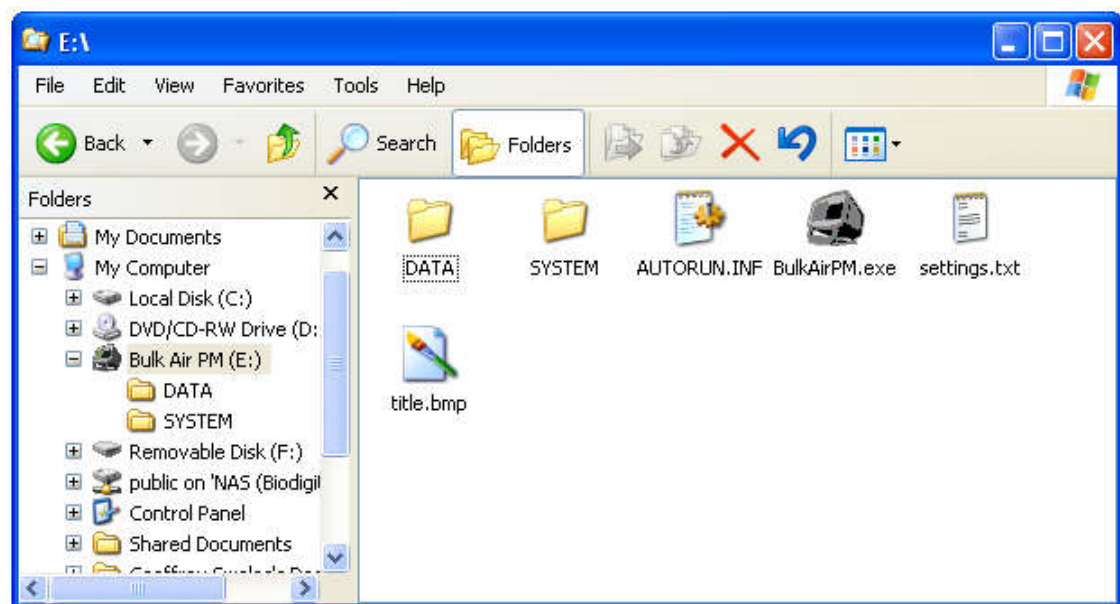 E:\
File Edit View Favorites Tools Help
Back Search Folders
Folders
My Documents
My Computer
Local Disk (C:)
DVD/CD-RW Drive (D:
Bulk Air PM (E:)
DATA
SYSTEM
Removable Disk (F:)
public on 'NAS (Biodigit
Control Panel
Shared Documents
DATA
SYSTEM
AUTORUN.INF
BulkAirPM.exe
settings.txt
title.bmp